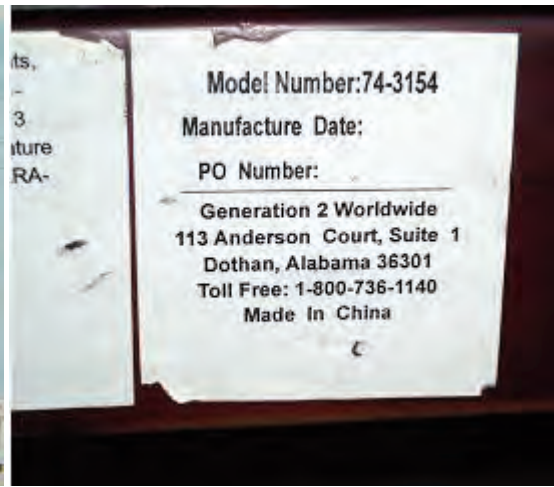 ts,
-
3
ture
RA-
Model Number:74-3154
Manufacture Date:
PO Number:
Generation 2 Worldwide
113 Anderson Court, Suite 1
Dothan, Alabama 36301
Toll Free: 1-800-736-1140
Made In China